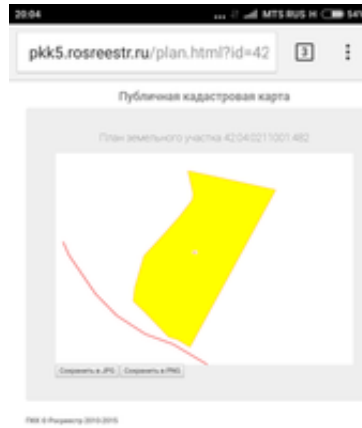 20:04 ... MTS RUS H 54%
pkk5.rosreestr.ru/plan.html?id=42 3
Публичная кадастровая карта
План земельного участка 42:04:0211001:482
Сохранить в JPG Сохранить в PNG
ПКК © Росреестр 2010-2015